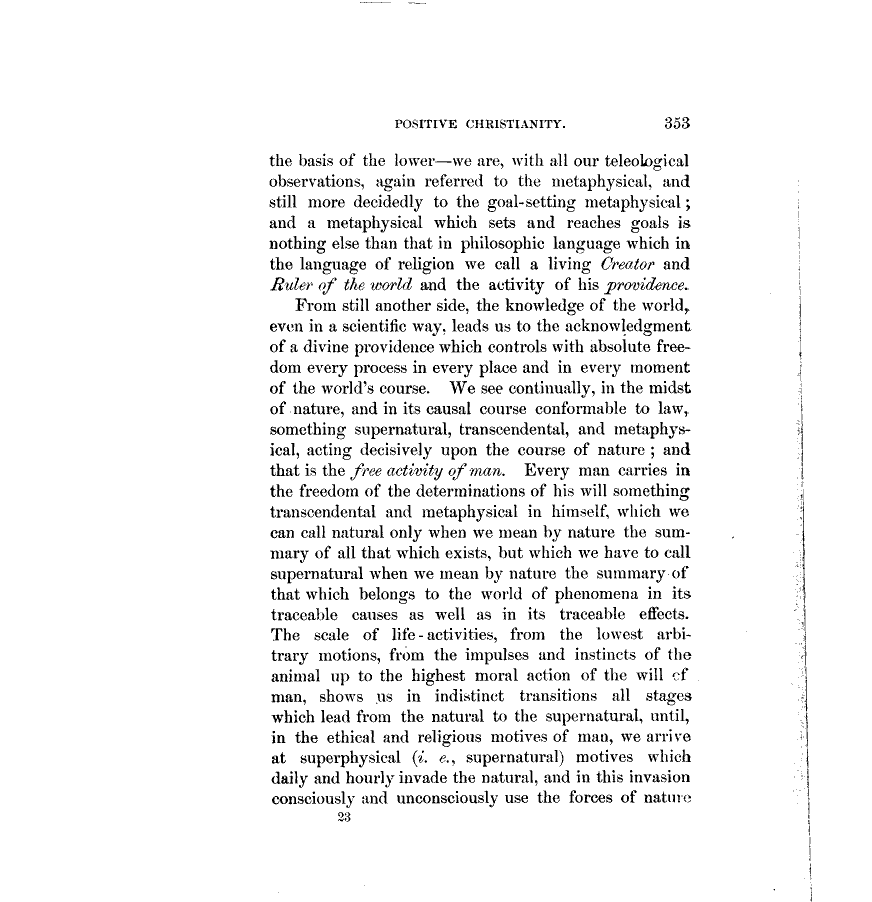 POSITIVE CHRISTIANITY. 353
the basis of the lower—we are, with all our teleological
observations, again referred to the metaphysical, and
still more decidedly to the goal-setting metaphysical;
and a metaphysical which sets and reaches goals is
nothing else than that in philosophic language which in
the language of religion we call a living Creator and
Ruler of the world and the activity of his providence.
From still another side, the knowledge of the world,
even in a scientific way, leads us to the acknowledgment
of a divine providence which controls with absolute free-
dom every process in every place and in every moment
of the world's course. We see continually, in the midst
of nature, and in its causal course conformable to law,
something supernatural, transcendental, and metaphys-
ical, acting decisively upon the course of nature; and
that is the free activity of man. Every man carries in
the freedom of the determinations of his will something
transcendental and metaphysical in himself, which we
can call natural only when we mean by nature the sum-
mary of all that which exists, but which we have to call
supernatural when we mean by nature the summary of
that which belongs to the world of phenomena in its
traceable causes as well as in its traceable effects.
The scale of life-activities, from the lowest arbi-
trary motions, from the impulses and instincts of the
animal up to the highest moral action of the will of
man, shows us in indistinct transitions all stages
which lead from the natural to the supernatural, until,
in the ethical and religious motives of man, we arrive
at superphysical (i. e., supernatural) motives which
daily and hourly invade the natural, and in this invasion
consciously and unconsciously use the forces of nature
23